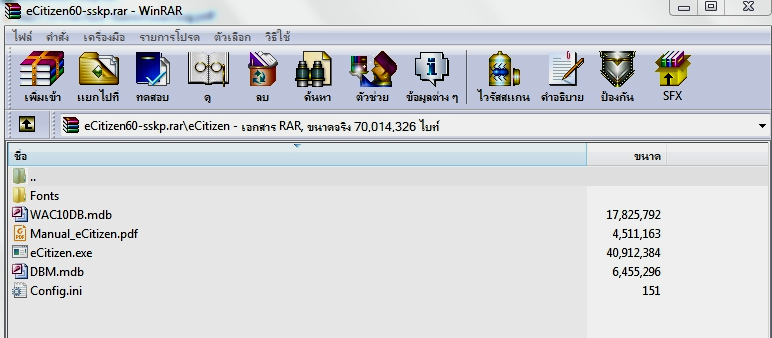 eCitizen60-sskp.rar - WinRAR
ไฟล์ คำสั่ง เครื่องมือ รายการโปรด ตัวเลือก วิธีใช้
เพิ่มเข้า แยกไปที่ ทดสอบ ดู ลบ ค้นหา ตัวช่วย ข้อมูลต่าง ๆ ไวรัสสแกน คำอธิบาย ป้องกัน SFX
eCitizen60-sskp.rar\eCitizen - เอกสาร RAR, ขนาดจริง 70,014,326 ไบท์
ชื่อ ขนาด
..
Fonts
WAC10DB.mdb 17,825,792
Manual_eCitizen.pdf 4,511,163
eCitizen.exe 40,912,384
DBM.mdb 6,455,296
Config.ini 151